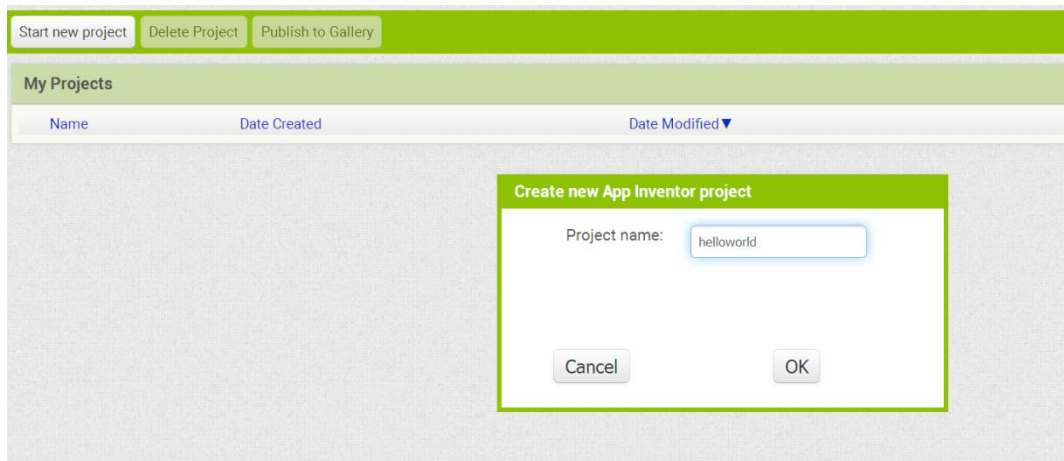 Start new project Delete Project Publish to Gallery
My Projects
Name Date Created Date Modified▼
Create new App Inventor project
Project name: helloworld
Cancel OK